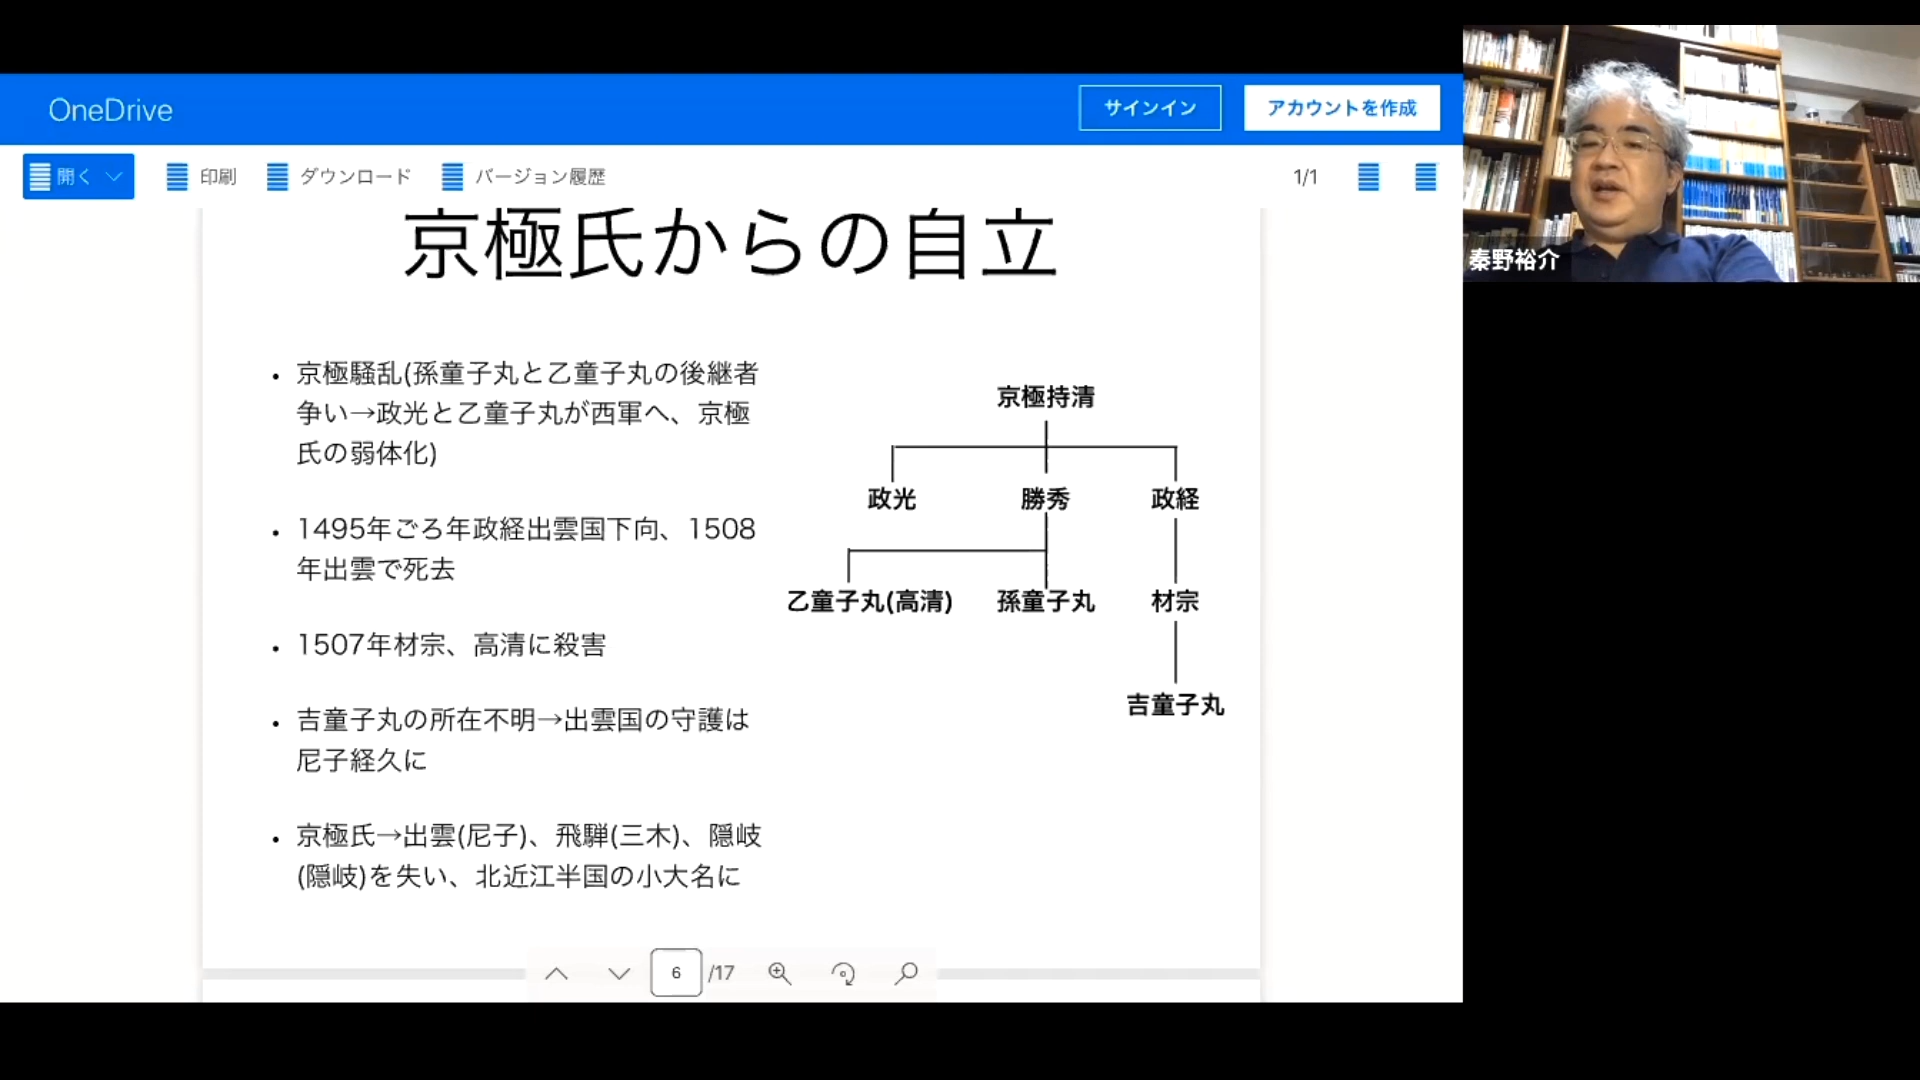 OneDrive
サインイン
アカウントを作成
開く
印刷
ダウンロード
バージョン履歴
1/1
秦野裕介
京極氏からの自立
• 京極騒乱(孫童子丸と乙童子丸の後継者
争い→政光と乙童子丸が西軍へ、京極
氏の弱体化)
• 1495年ごろ年政経出雲国下向、1508
年出雲で死去
• 1507年材宗、高清に殺害
• 吉童子丸の所在不明→出雲国の守護は
尼子経久に
• 京極氏→出雲(尼子)、飛騨(三木)、隠岐
(隠岐)を失い、北近江半国の小大名に
京極持清
政光
勝秀
政経
乙童子丸(高清)
孫童子丸
材宗
吉童子丸
6
/17